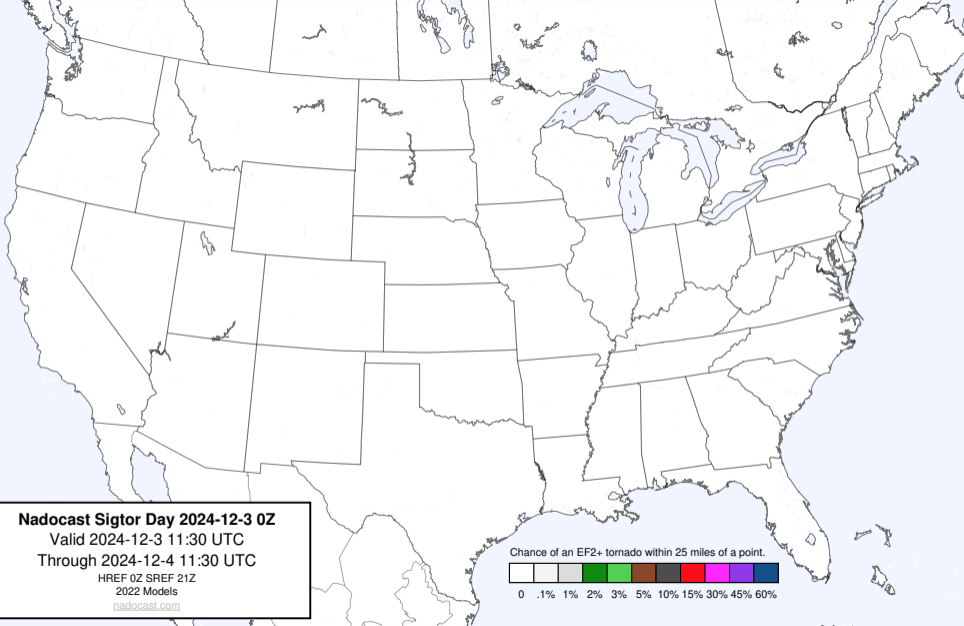 Nadocast Sigtor Day 2024-12-3 0Z
Valid 2024-12-3 11:30 UTC
Through 2024-12-4 11:30 UTC
HREF 0Z SREF 21Z
2022 Models
nadocast.com
Chance of an EF2+ tornado within 25 miles of a point.
0 .1% 1% 2% 3% 5% 10% 15% 30% 45% 60%